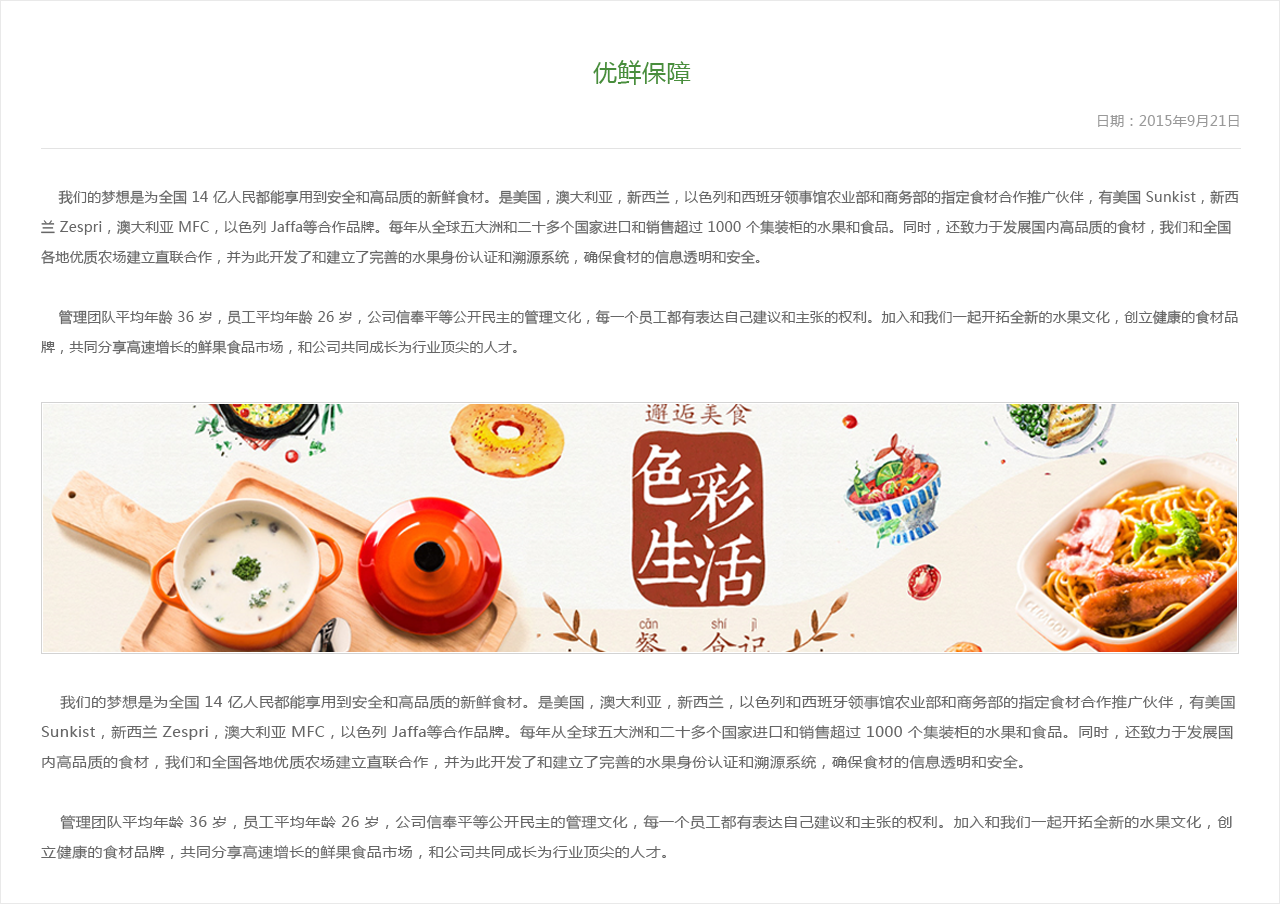 优鲜保障
日期：2015年9月21日
我们的梦想是为全国 14 亿人民都能享用到安全和高品质的新鲜食材。是美国，澳大利亚，新西兰，以色列和西班牙领事馆农业部和商务部的指定食材合作推广伙伴，有美国 Sunkist，新西
兰 Zespri，澳大利亚 MFC，以色列 Jaffa等合作品牌。每年从全球五大洲和二十多个国家进口和销售超过 1000 个集装柜的水果和食品。同时，还致力于发展国内高品质的食材，我们和全国
各地优质农场建立直联合作，并为此开发了和建立了完善的水果身份认证和溯源系统，确保食材的信息透明和安全。
管理团队平均年龄 36 岁，员工平均年龄 26 岁，公司信奉平等公开民主的管理文化，每一个员工都有表达自己建议和主张的权利。加入和我们一起开拓全新的水果文化，创立健康的食材品
牌，共同分享高速增长的鲜果食品市场，和公司共同成长为行业顶尖的人才。
邂逅美食
色彩
生活
cān shí jì
餐·食记
我们的梦想是为全国 14 亿人民都能享用到安全和高品质的新鲜食材。是美国，澳大利亚，新西兰，以色列和西班牙领事馆农业部和商务部的指定食材合作推广伙伴，有美国
Sunkist，新西兰 Zespri，澳大利亚 MFC，以色列 Jaffa等合作品牌。每年从全球五大洲和二十多个国家进口和销售超过 1000 个集装柜的水果和食品。同时，还致力于发展国
内高品质的食材，我们和全国各地优质农场建立直联合作，并为此开发了和建立了完善的水果身份认证和溯源系统，确保食材的信息透明和安全。
管理团队平均年龄 36 岁，员工平均年龄 26 岁，公司信奉平等公开民主的管理文化，每一个员工都有表达自己建议和主张的权利。加入和我们一起开拓全新的水果文化，创
立健康的食材品牌，共同分享高速增长的鲜果食品市场，和公司共同成长为行业顶尖的人才。